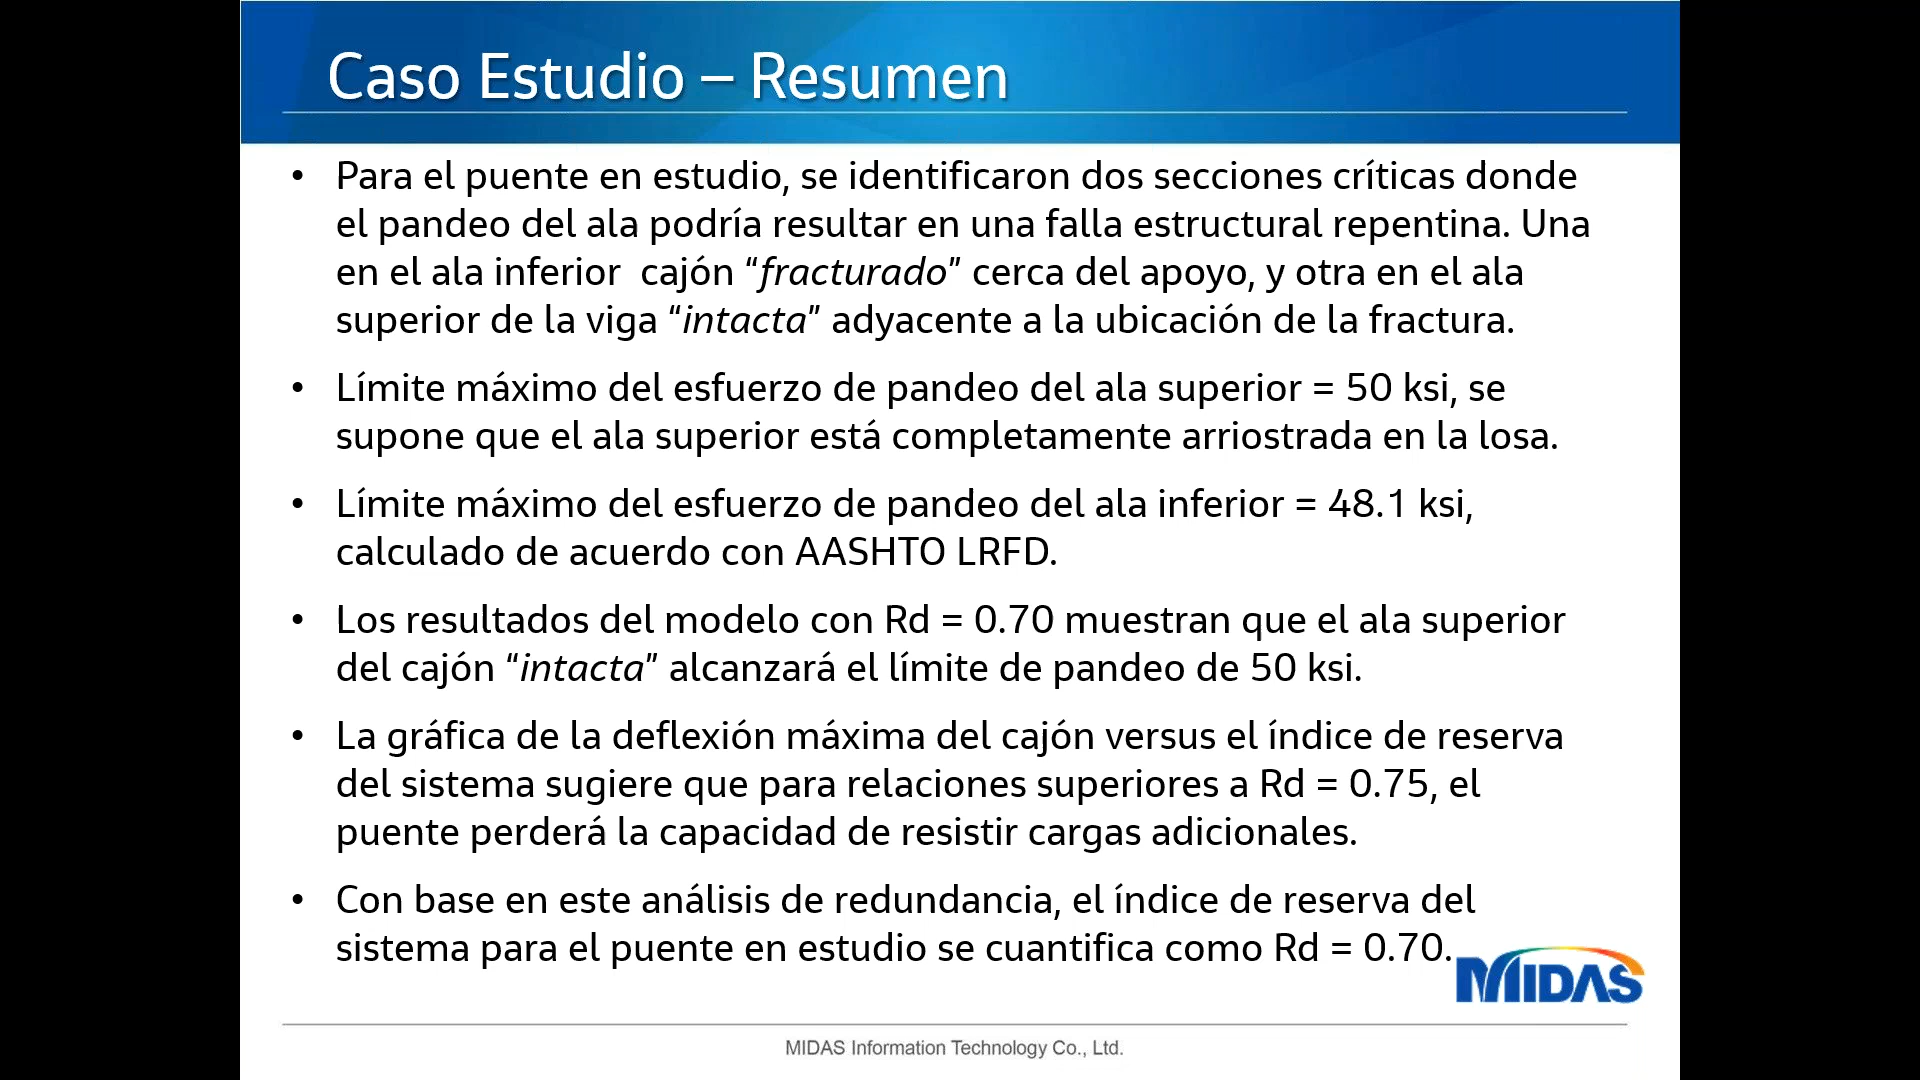 Caso Estudio – Resumen
• Para el puente en estudio, se identificaron dos secciones críticas donde
el pandeo del ala podría resultar en una falla estructural repentina. Una
en el ala inferior  cajón “fracturado” cerca del apoyo, y otra en el ala
superior de la viga “intacta” adyacente a la ubicación de la fractura.
• Límite máximo del esfuerzo de pandeo del ala superior = 50 ksi, se
supone que el ala superior está completamente arriostrada en la losa.
• Límite máximo del esfuerzo de pandeo del ala inferior = 48.1 ksi,
calculado de acuerdo con AASHTO LRFD.
• Los resultados del modelo con Rd = 0.70 muestran que el ala superior
del cajón “intacta” alcanzará el límite de pandeo de 50 ksi.
• La gráfica de la deflexión máxima del cajón versus el índice de reserva
del sistema sugiere que para relaciones superiores a Rd = 0.75, el
puente perderá la capacidad de resistir cargas adicionales.
• Con base en este análisis de redundancia, el índice de reserva del
sistema para el puente en estudio se cuantifica como Rd = 0.70.
MIDAS
MIDAS Information Technology Co., Ltd.